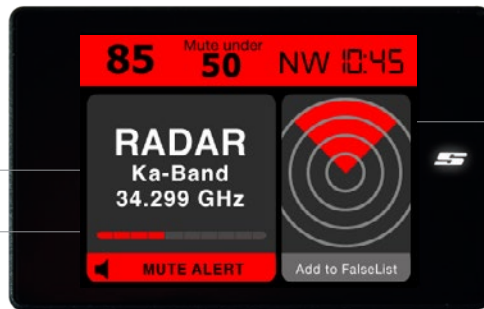 85
Mute under
50
NW 10:45
RADAR
Ka-Band
34.299 GHz
MUTE ALERT
Add to FalseList